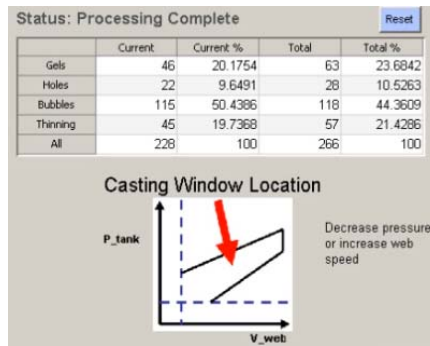 Status: Processing Complete
Reset
Current Current % Total Total %
Gels 46 20.1754 63 23.6842
Holes 22 9.6491 28 10.5263
Bubbles 115 50.4386 118 44.3609
Thinning 45 19.7368 57 21.4286
All 228 100 266 100
Casting Window Location
P_tank
Decrease pressure
or increase web
speed
V_web